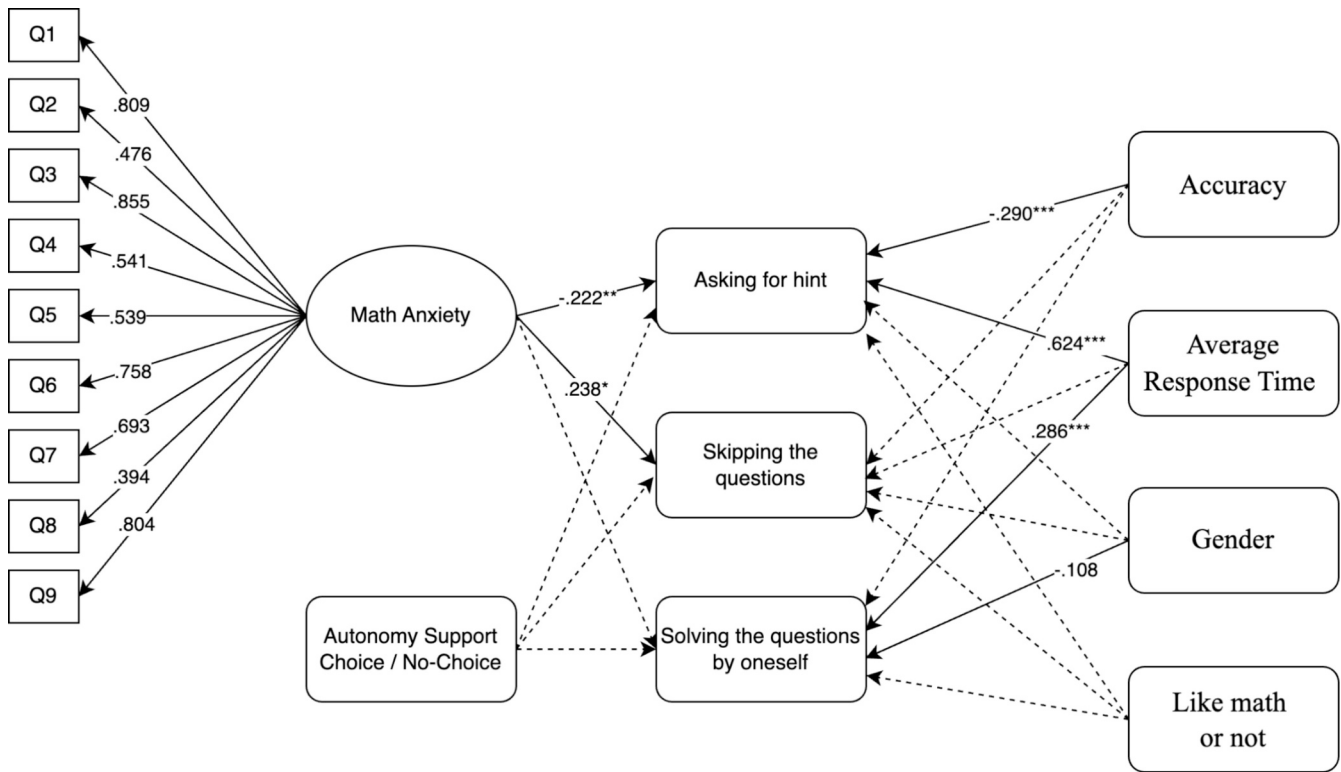 Q1
Q2
Q3
Q4
Q5
Q6
Q7
Q8
Q9
.809
.476
.855
.541
.539
.758
.693
.394
.804
Math Anxiety
Autonomy Support
Choice / No-Choice
-.222**
.238*
Asking for hint
Skipping the
questions
Solving the questions
by oneself
-.290***
.624***
.286***
-.108
Accuracy
Average
Response Time
Gender
Like math
or not